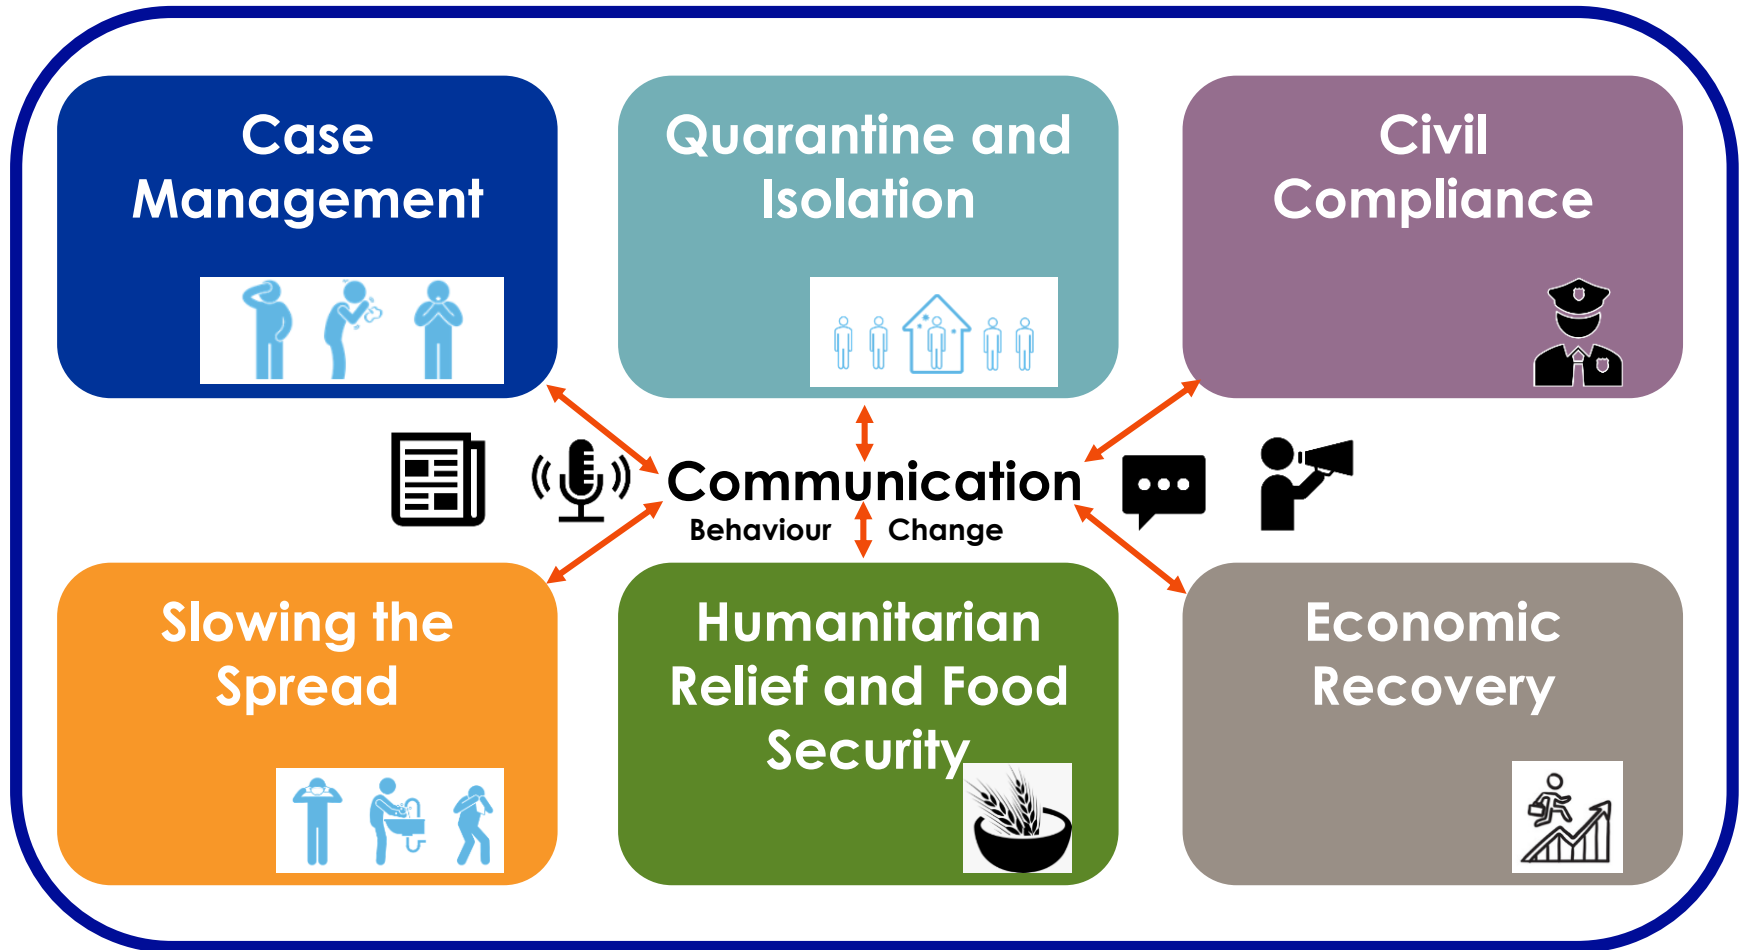 Case
Management
Quarantine and
Isolation
Civil
Compliance
Communication
Behaviour Change
Slowing the
Spread
Humanitarian
Relief and Food
Security
Economic
Recovery